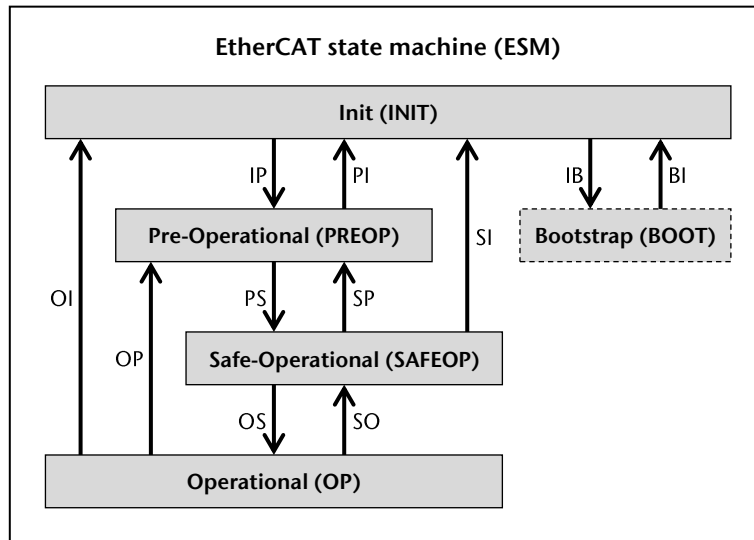 EtherCAT state machine (ESM)
Init (INIT)
IP
PI
IB
BI
Pre-Operational (PREOP)
SI
Bootstrap (BOOT)
OI
PS
SP
OP
Safe-Operational (SAFEOP)
OS
SO
Operational (OP)